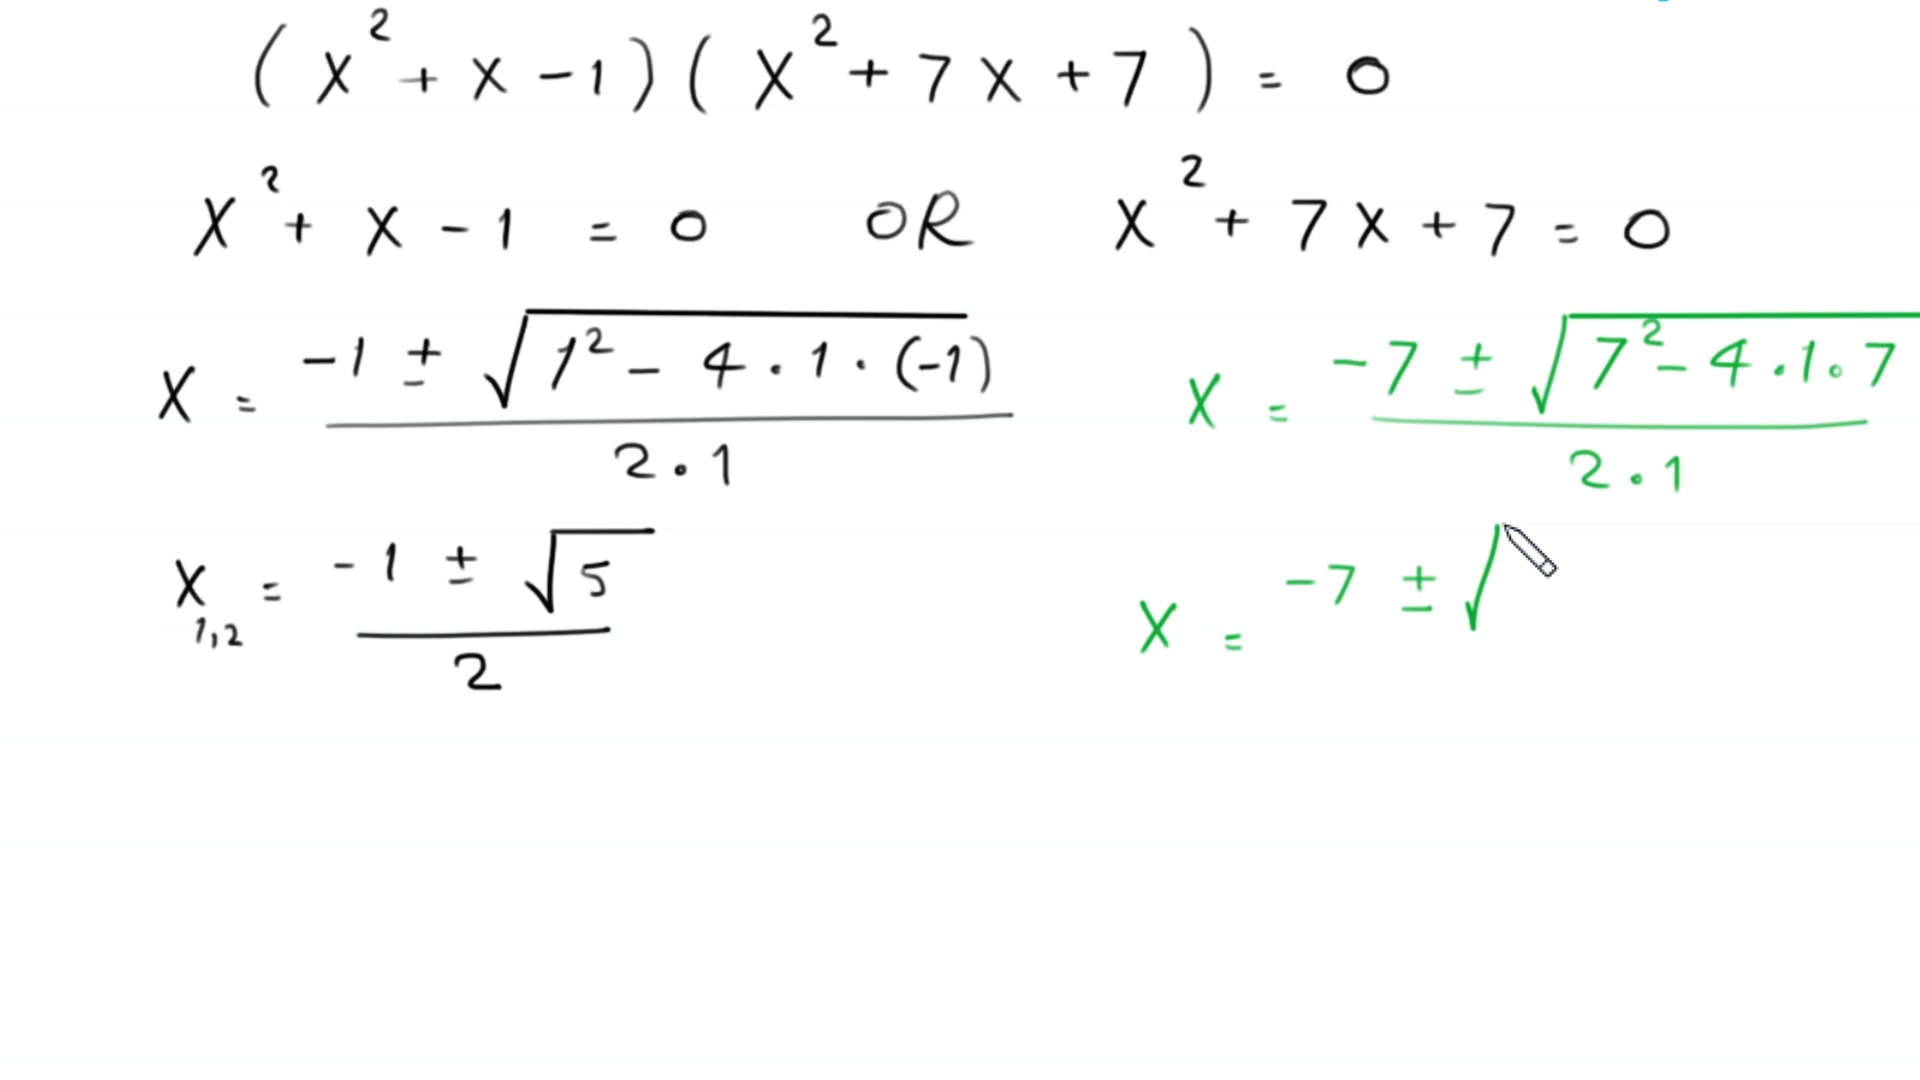 (x² + x - 1)(x² + 7x + 7) = 0
x² + x - 1 = 0 OR x² + 7x + 7 = 0
x = (-1 ± √(1² - 4 · 1 · (-1))) / (2 · 1) x = (-7 ± √(7² - 4 · 1 · 7)) / (2 · 1)
x₁,₂ = (-1 ± √5) / 2 x = -7 ± √